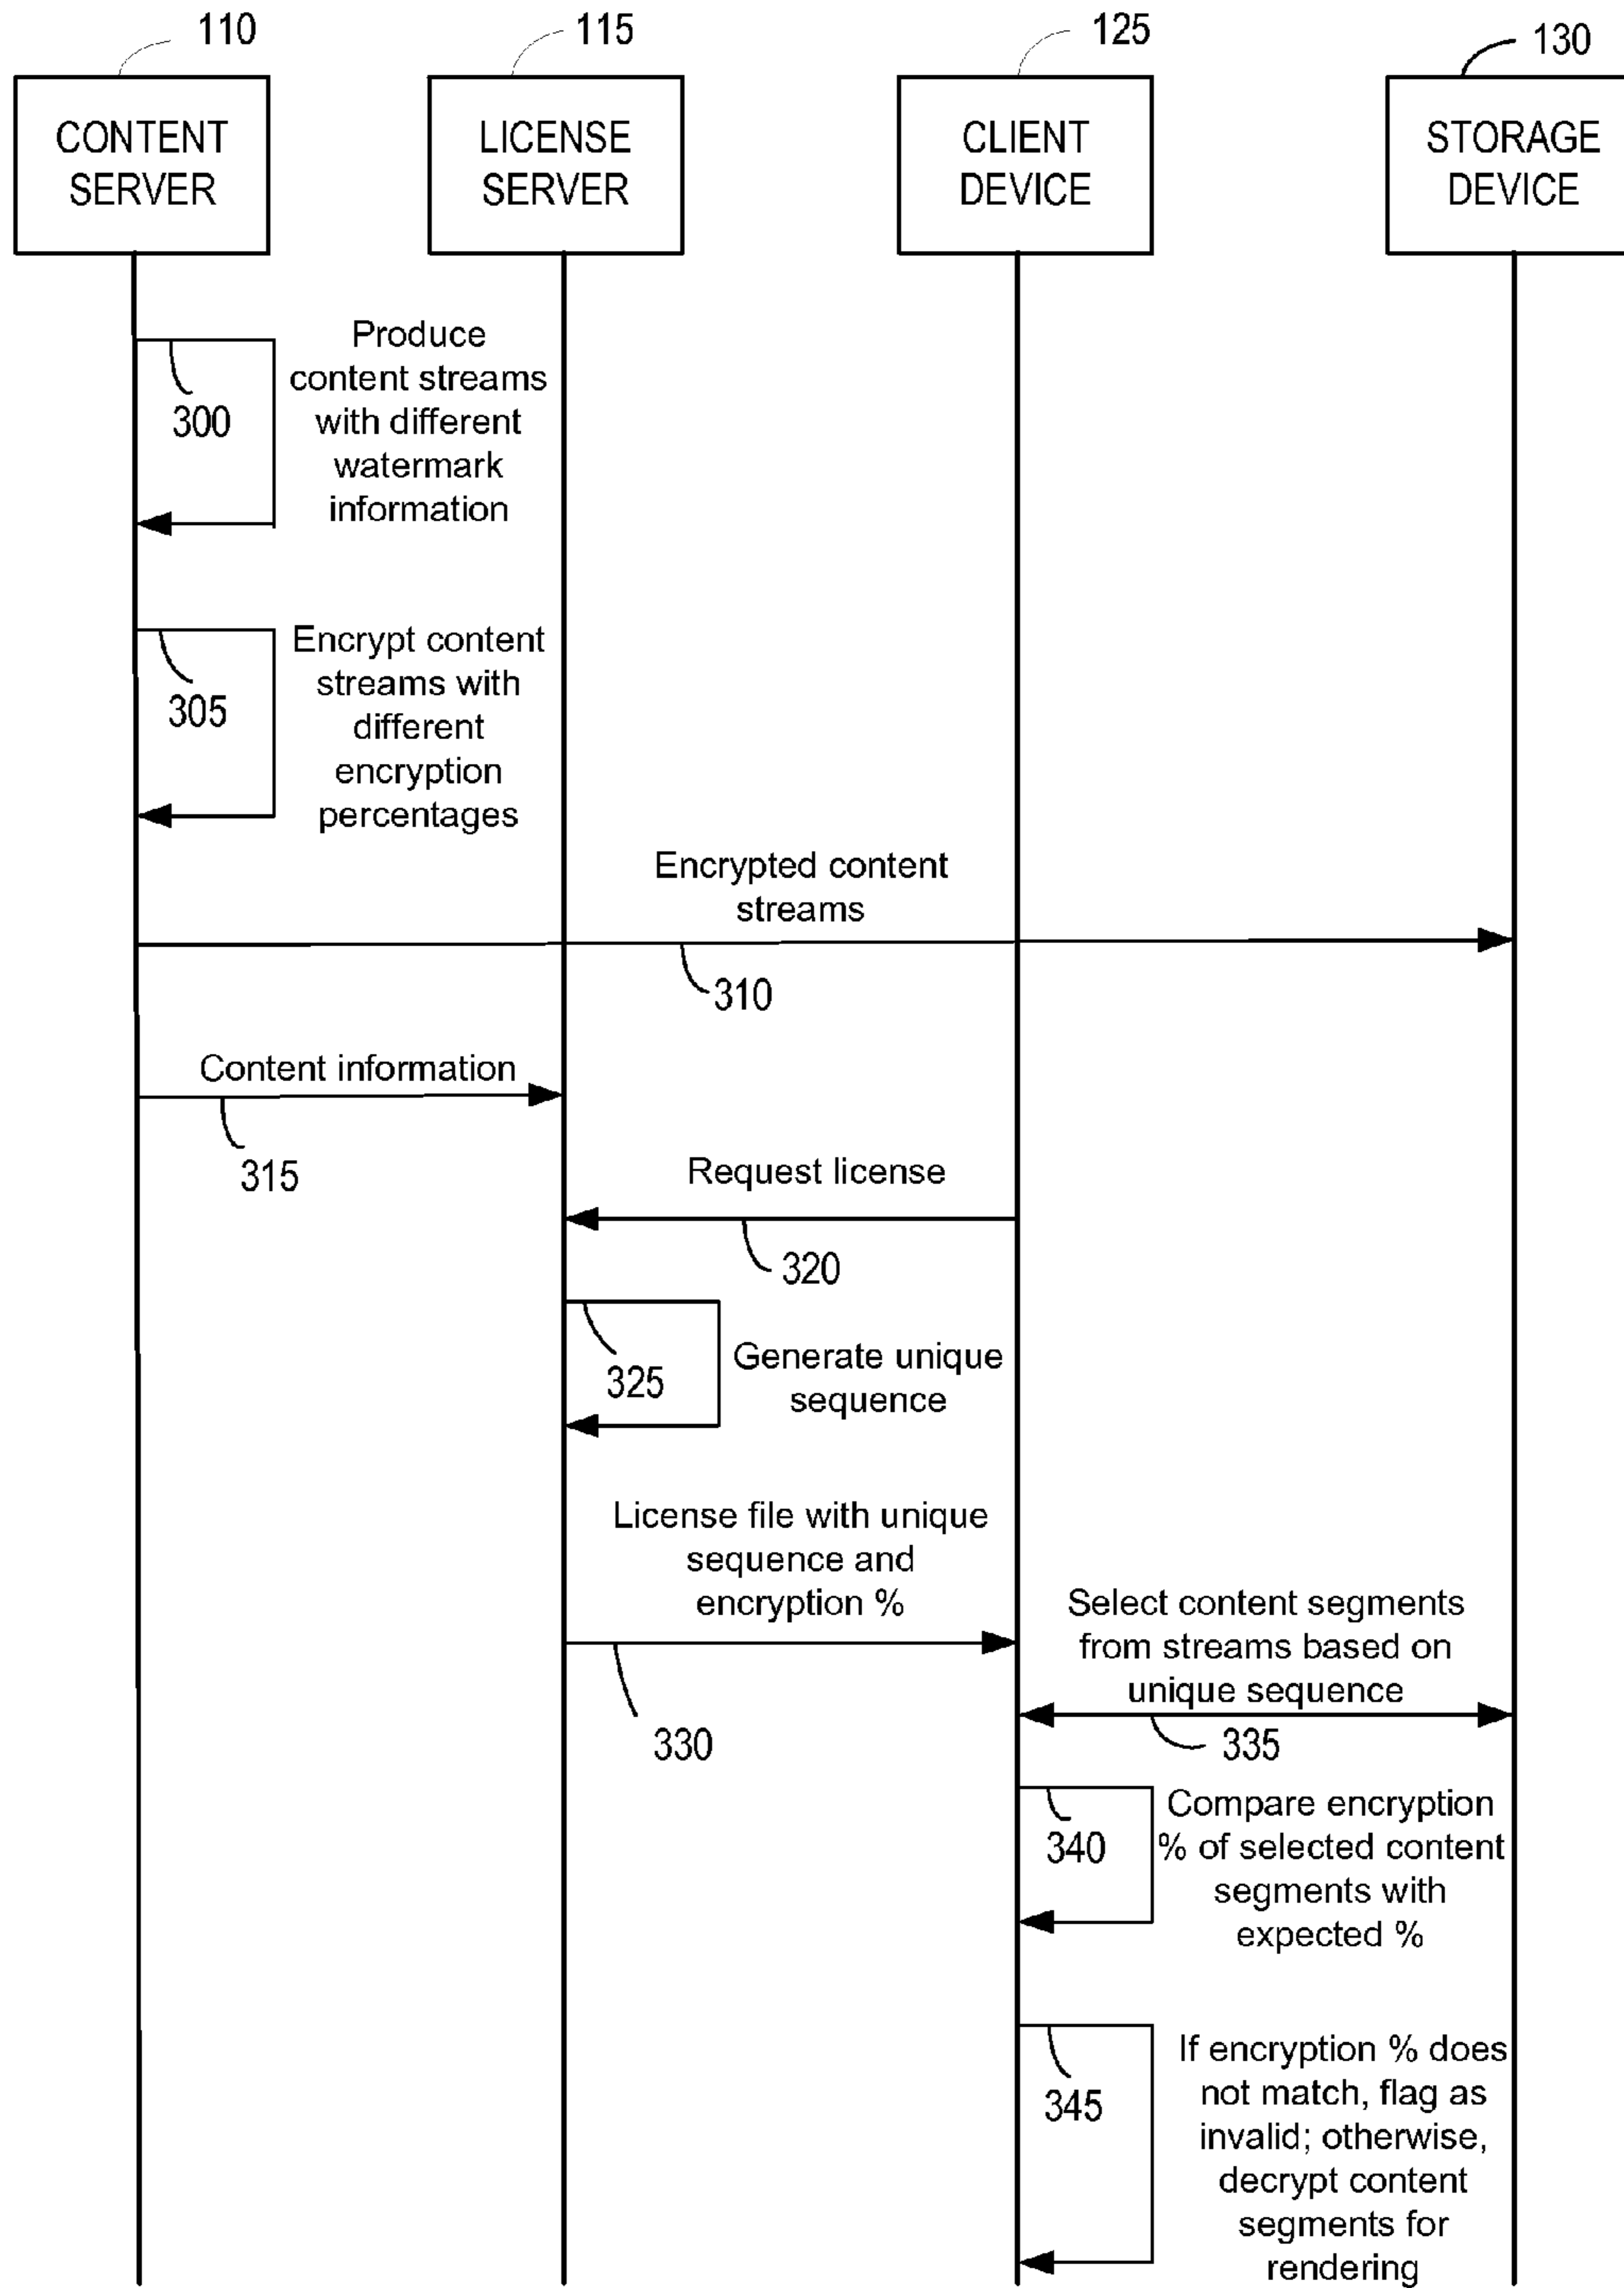 110
115
125
130
CONTENT
SERVER
LICENSE
SERVER
CLIENT
DEVICE
STORAGE
DEVICE
Produce
content streams
with different
watermark
information
300
Encrypt content
streams with
different
encryption
percentages
305
Encrypted content
streams
310
Content information
315
Request license
320
Generate unique
sequence
325
License file with unique
sequence and
encryption %
330
Select content segments
from streams based on
unique sequence
335
Compare encryption
% of selected content
segments with
expected %
340
If encryption % does
not match, flag as
invalid; otherwise,
decrypt content
segments for
rendering
345